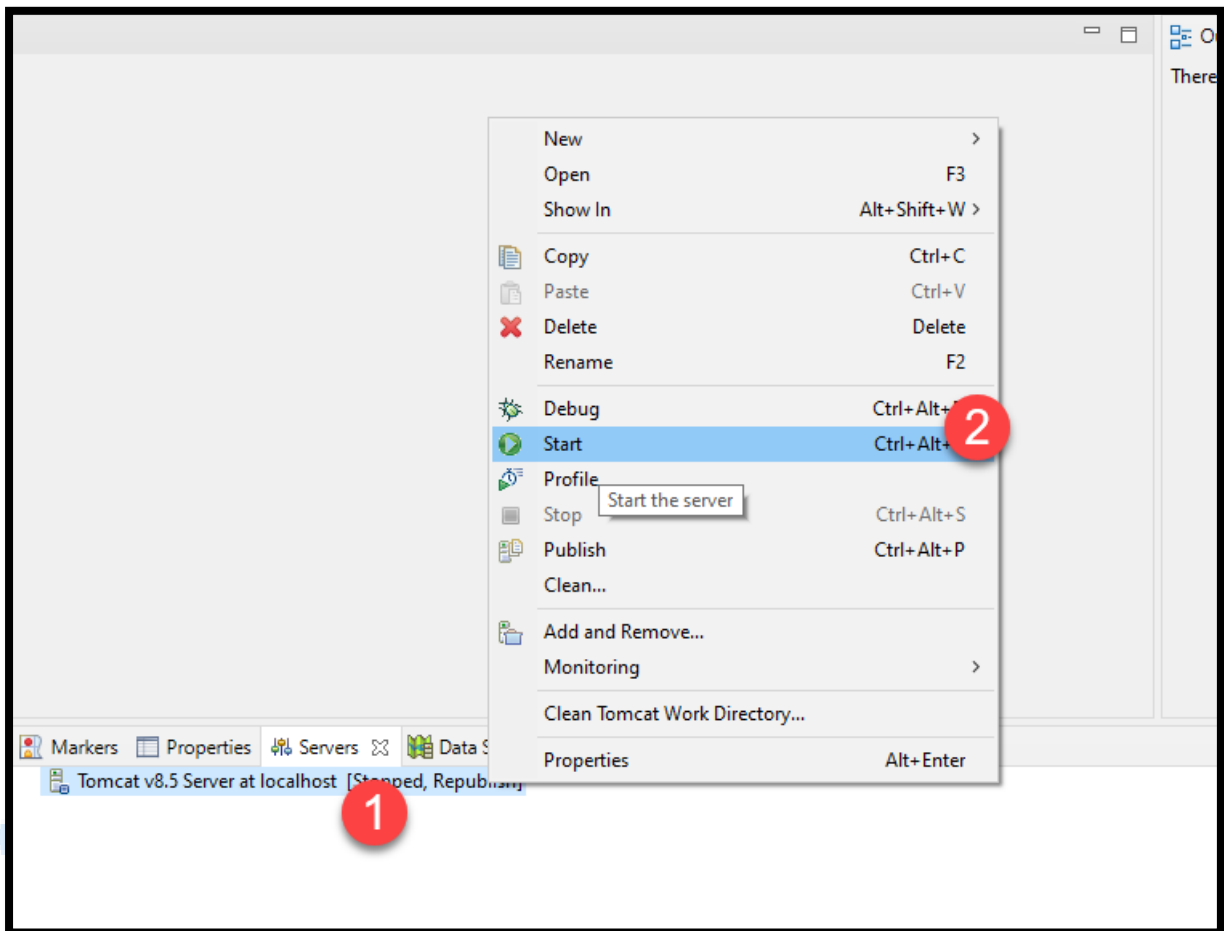 Ou
There
New
Open F3
Show In Alt+Shift+W >
Copy Ctrl+C
Paste Ctrl+V
Delete Delete
Rename F2
Debug Ctrl+Alt+
2
Start Ctrl+Alt+
Profile
Start the server
Stop Ctrl+Alt+S
Publish Ctrl+Alt+P
Clean...
Add and Remove...
Monitoring
Clean Tomcat Work Directory...
Properties Alt+Enter
Markers Properties Servers Data S
Tomcat v8.5 Server at localhost [Stopped, Republish]
1